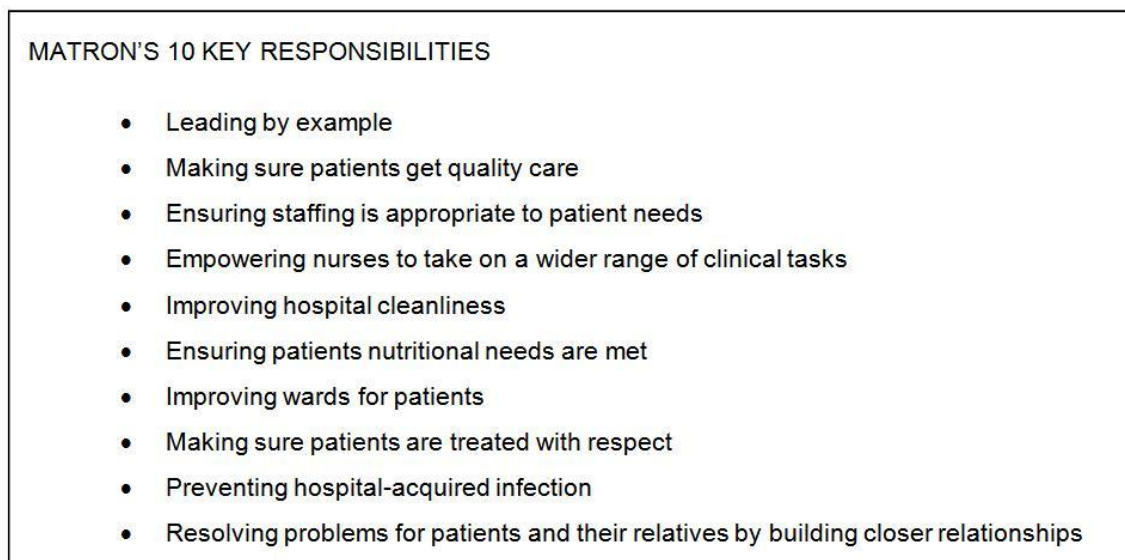 MATRON'S 10 KEY RESPONSIBILITIES
• Leading by example
• Making sure patients get quality care
• Ensuring staffing is appropriate to patient needs
• Empowering nurses to take on a wider range of clinical tasks
• Improving hospital cleanliness
• Ensuring patients nutritional needs are met
• Improving wards for patients
• Making sure patients are treated with respect
• Preventing hospital-acquired infection
• Resolving problems for patients and their relatives by building closer relationships